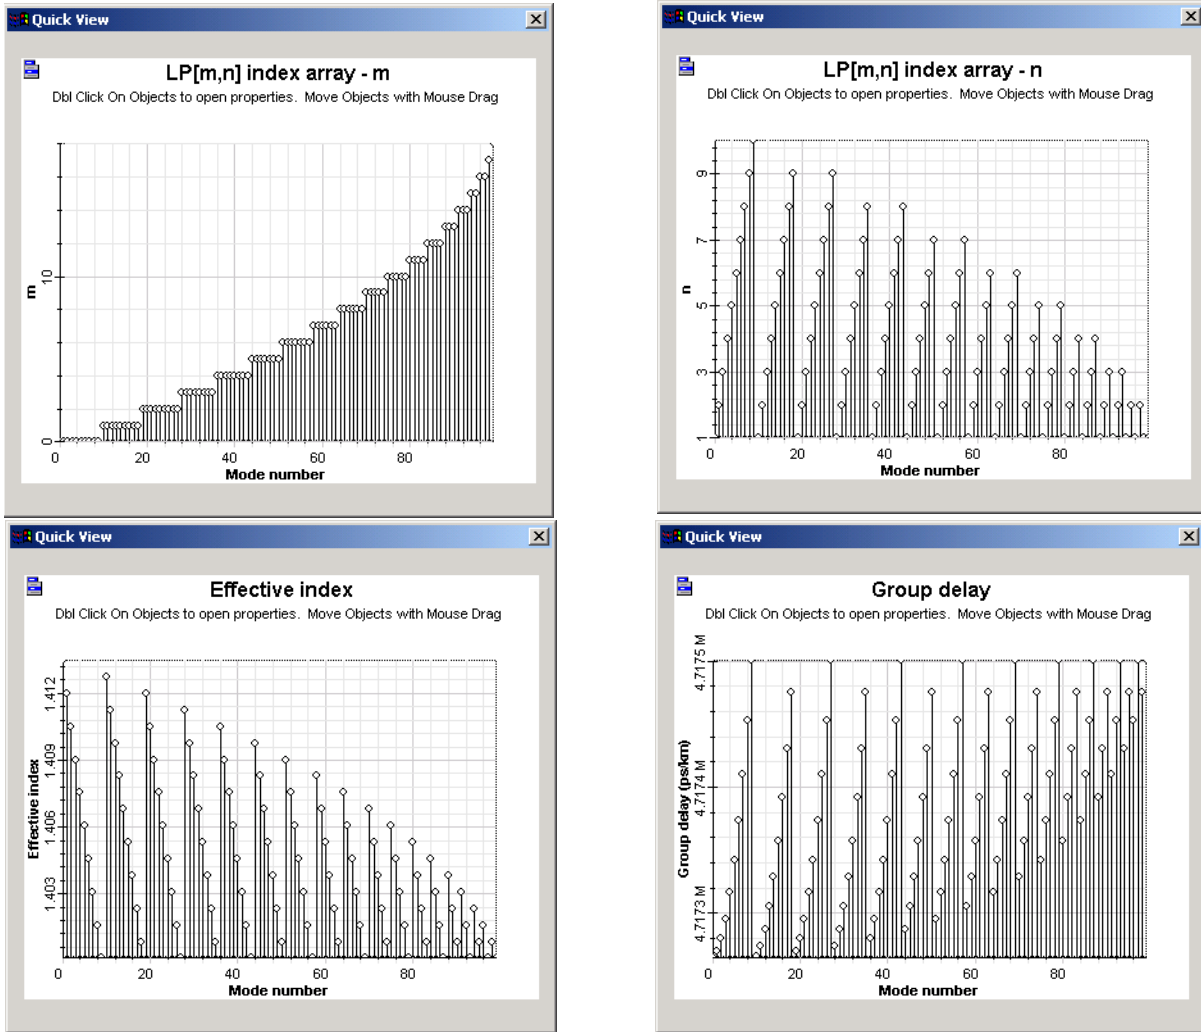 Quick View
LP[m,n] index array - m
Dbl Click On Objects to open properties.  Move Objects with Mouse Drag
m
10
0
0 20 40 60 80
Mode number
Quick View
LP[m,n] index array - n
Dbl Click On Objects to open properties.  Move Objects with Mouse Drag
n
9
7
5
3
1
0 20 40 60 80
Mode number
Quick View
Effective index
Dbl Click On Objects to open properties.  Move Objects with Mouse Drag
Effective index
1.412
1.409
1.406
1.403
0 20 40 60 80
Mode number
Quick View
Group delay
Dbl Click On Objects to open properties.  Move Objects with Mouse Drag
Group delay (ps/km)
4.7175 M
4.7174 M
4.7173 M
0 20 40 60 80
Mode number